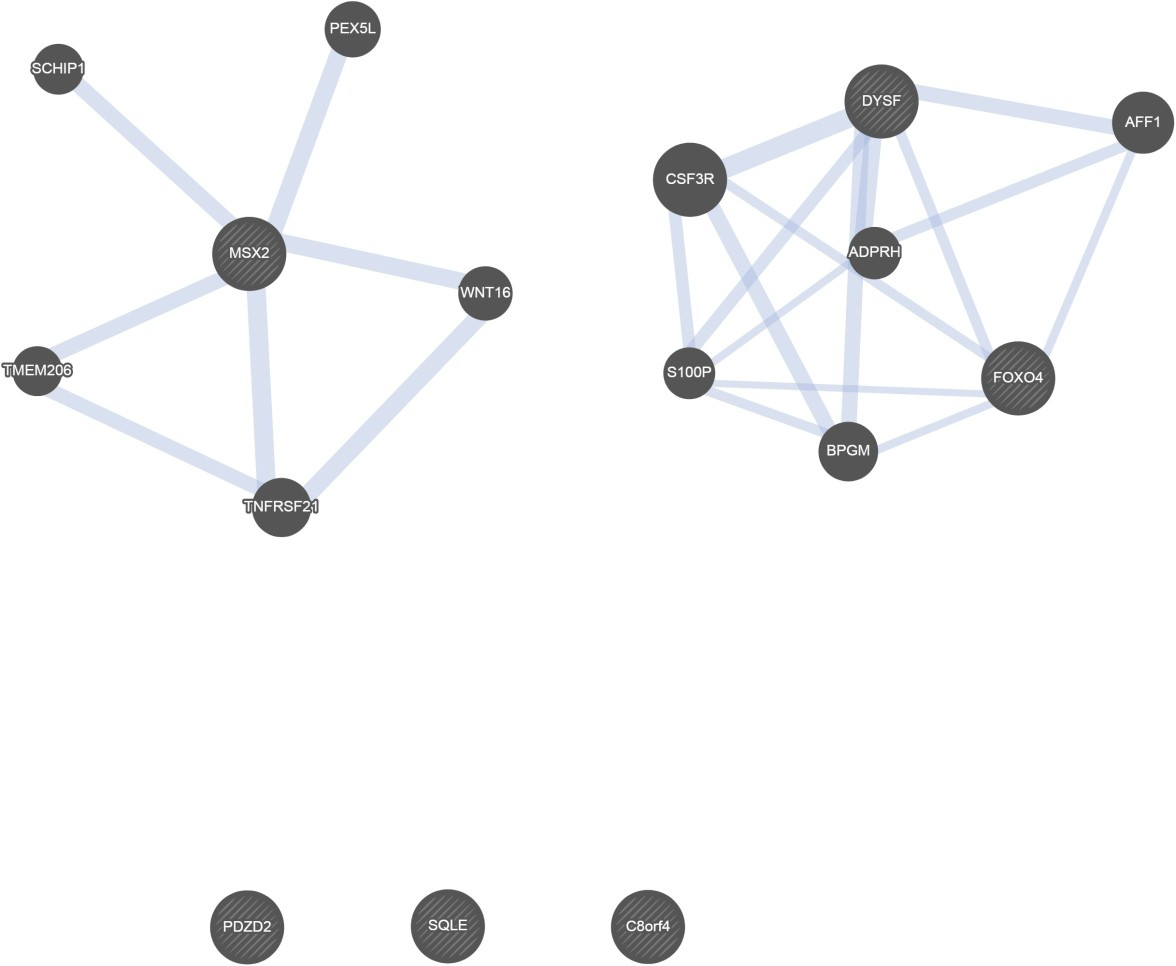 PEX5L
SCHIP1
MSX2
WNT16
TMEM206
TNFRSF21
DYSF
AFF1
CSF3R
ADPRH
S100P
FOXO4
BPGM
PDZD2
SQLE
C8orf4